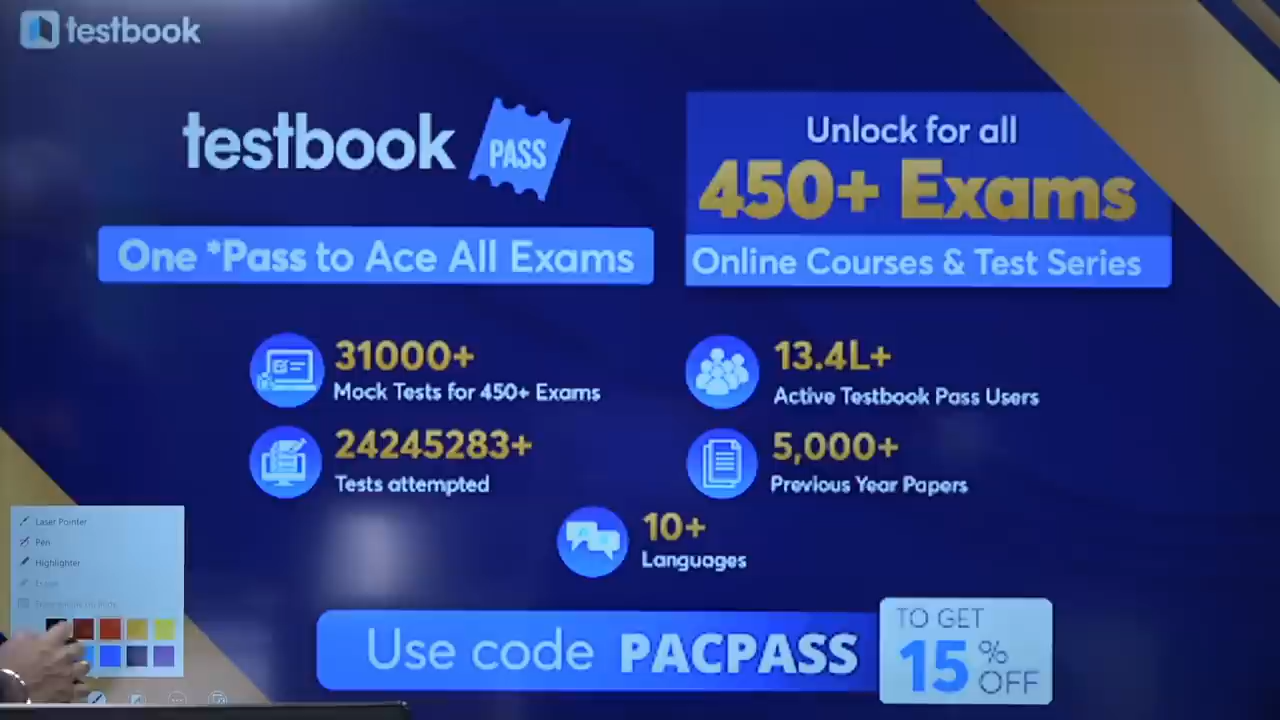 testbook
testbook PASS
One *Pass to Ace All Exams
Unlock for all
450+ Exams
Online Courses & Test Series
31000+
Mock Tests for 450+ Exams
13.4L+
Active Testbook Pass Users
24245283+
Tests attempted
5,000+
Previous Year Papers
10+
Languages
Laser Pointer
Pen
Highlighter
Use code PACPASS
TO GET
15% OFF